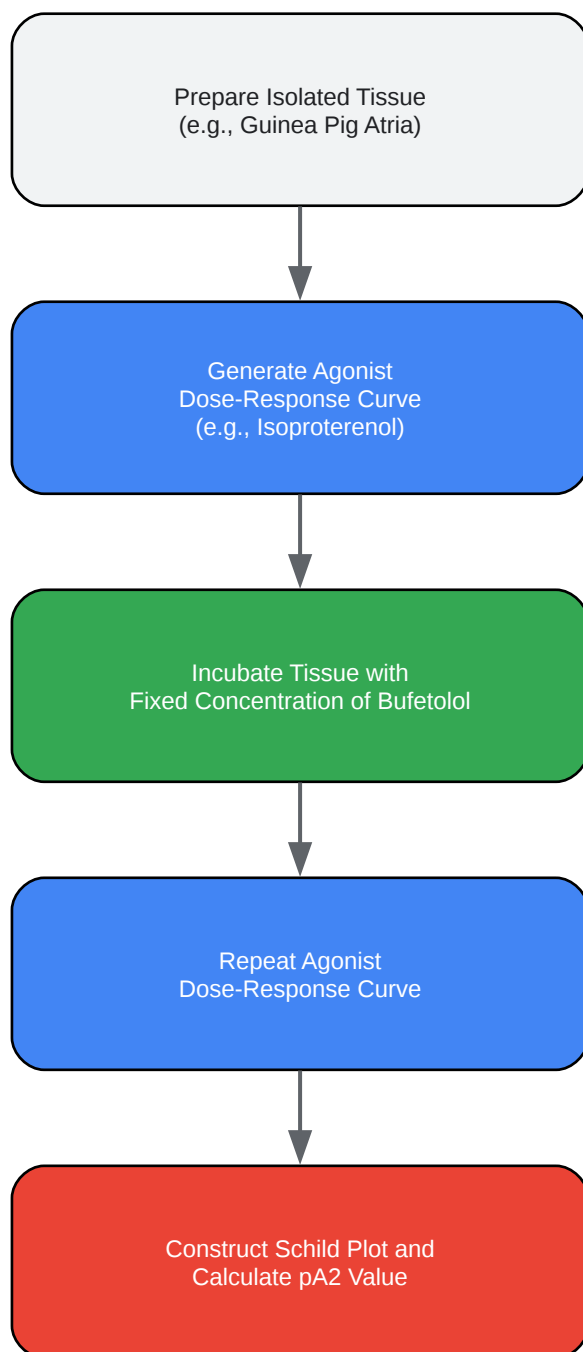 Prepare Isolated Tissue
(e.g., Guinea Pig Atria)
Generate Agonist
Dose-Response Curve
(e.g., Isoproterenol)
Incubate Tissue with
Fixed Concentration of Bufetolol
Repeat Agonist
Dose-Response Curve
Construct Schild Plot and
Calculate pA2 Value